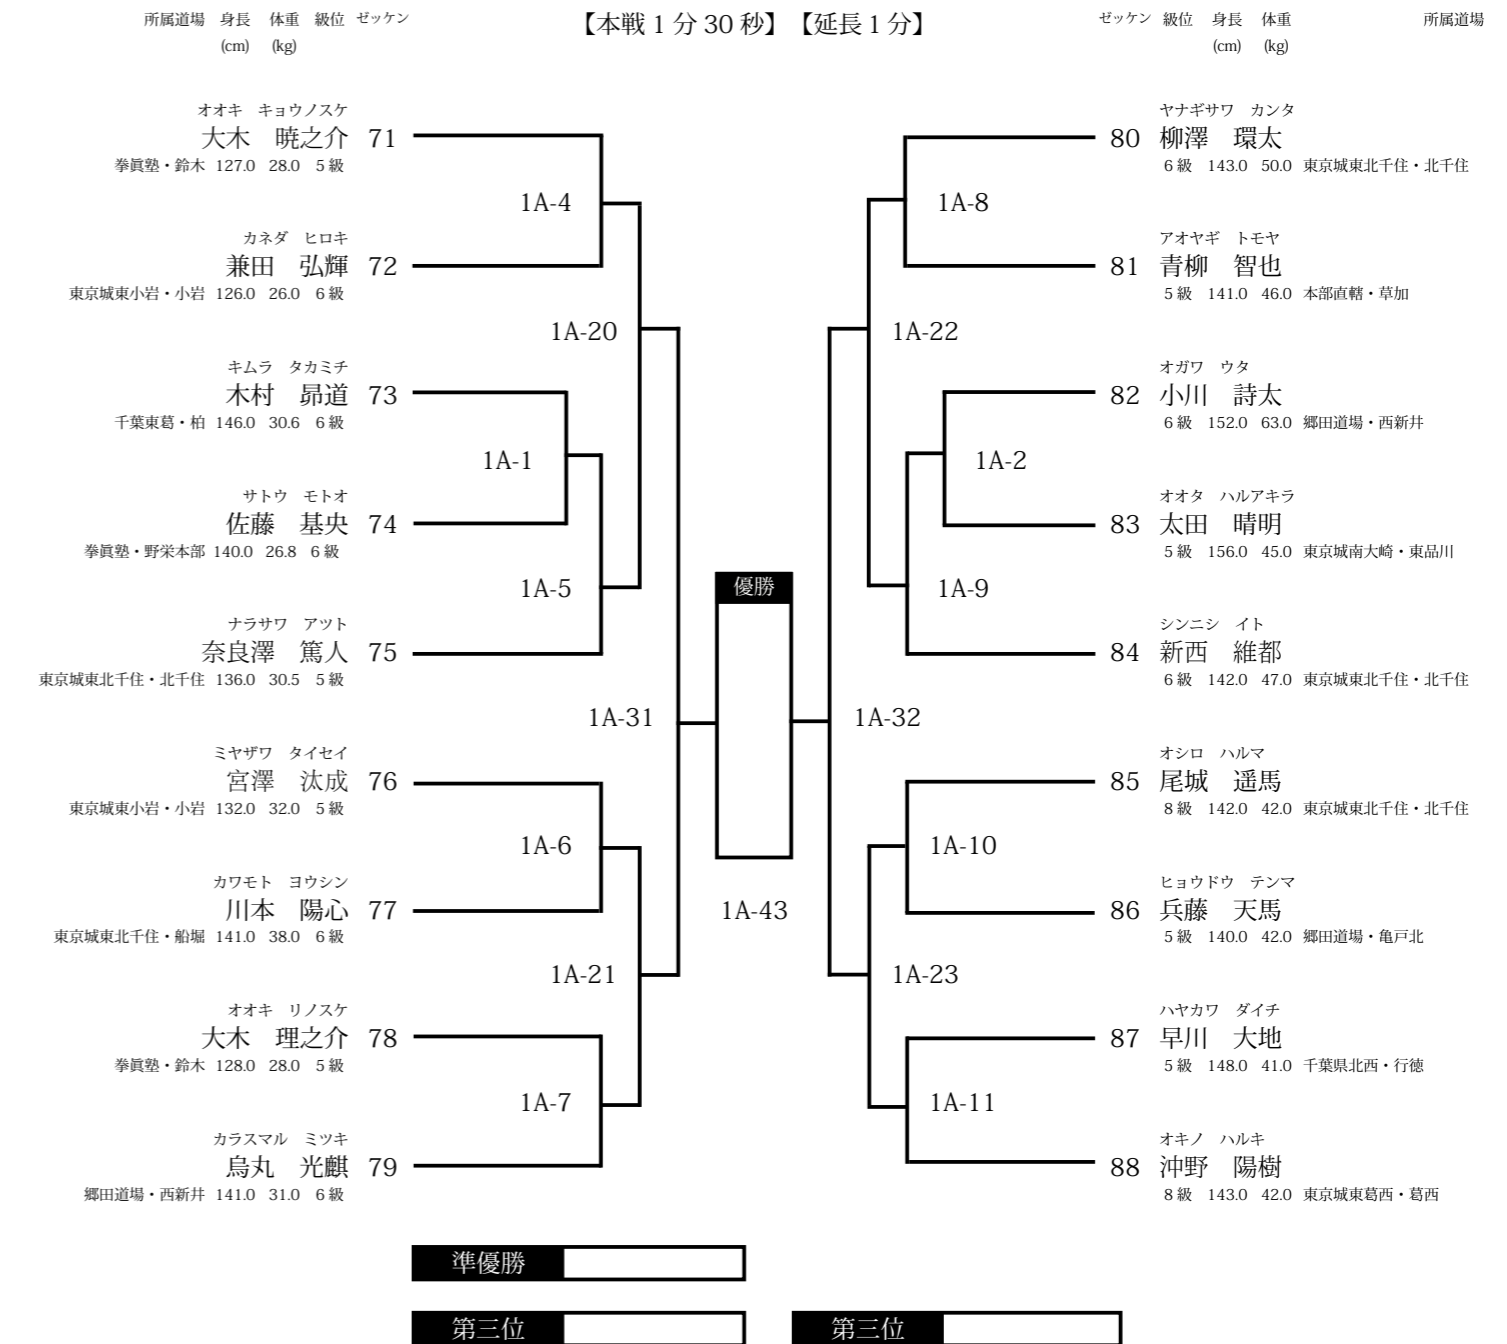 所属道場 身長 体重 級位 ゼッケン
(cm) (kg)
【本戦1分30秒】【延長1分】
ゼッケン 級位 身長 体重 所属道場
(cm) (kg)
オオキ キョウノスケ
大木 暁之介 71
拳眞塾・鈴木 127.0 28.0 5級
1A-4
カネダ ヒロキ
兼田 弘輝 72
東京城東小岩・小岩 126.0 26.0 6級
1A-20
キムラ タカミチ
木村 昴道 73
千葉東葛・柏 146.0 30.6 6級
1A-1
サトウ モトオ
佐藤 基央 74
拳眞塾・野栄本部 140.0 26.8 6級
1A-5
ナラサワ アツト
奈良澤 篤人 75
東京城東北千住・北千住 136.0 30.5 5級
1A-31
ミヤザワ タイセイ
宮澤 汰成 76
東京城東小岩・小岩 132.0 32.0 5級
1A-6
カワモト ヨウシン
川本 陽心 77
東京城東北千住・船堀 141.0 38.0 6級
1A-21
オオキ リノスケ
大木 理之介 78
拳眞塾・鈴木 128.0 28.0 5級
1A-7
カラスマル ミツキ
烏丸 光麒 79
郷田道場・西新井 141.0 31.0 6級
優勝
1A-43
ヤナギサワ カンタ
80 柳澤 環太
6級 143.0 50.0 東京城東北千住・北千住
1A-8
アオヤギ トモヤ
81 青柳 智也
5級 141.0 46.0 本部直轄・草加
1A-22
オガワ ウタ
82 小川 詩太
6級 152.0 63.0 郷田道場・西新井
1A-2
オオタ ハルアキラ
83 太田 晴明
5級 156.0 45.0 東京城南大崎・東品川
1A-9
シンニシ イト
84 新西 維都
6級 142.0 47.0 東京城東北千住・北千住
1A-32
オシロ ハルマ
85 尾城 遥馬
8級 142.0 42.0 東京城東北千住・北千住
1A-10
ヒョウドウ テンマ
86 兵藤 天馬
5級 140.0 42.0 郷田道場・亀戸北
1A-23
ハヤカワ ダイチ
87 早川 大地
5級 148.0 41.0 千葉県北西・行徳
1A-11
オキノ ハルキ
88 沖野 陽樹
8級 143.0 42.0 東京城東葛西・葛西
準優勝
第三位 第三位